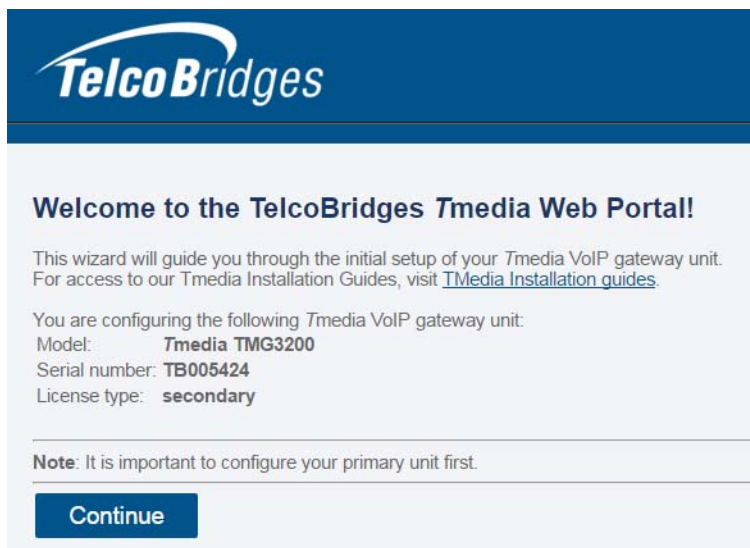 TelcoBridges
Welcome to the TelcoBridges Tmedia Web Portal!
This wizard will guide you through the initial setup of your Tmedia VoIP gateway unit.
For access to our Tmedia Installation Guides, visit TMedia Installation guides.
You are configuring the following Tmedia VoIP gateway unit:
Model: Tmedia TMG3200
Serial number: TB005424
License type: secondary
Note: It is important to configure your primary unit first.
Continue